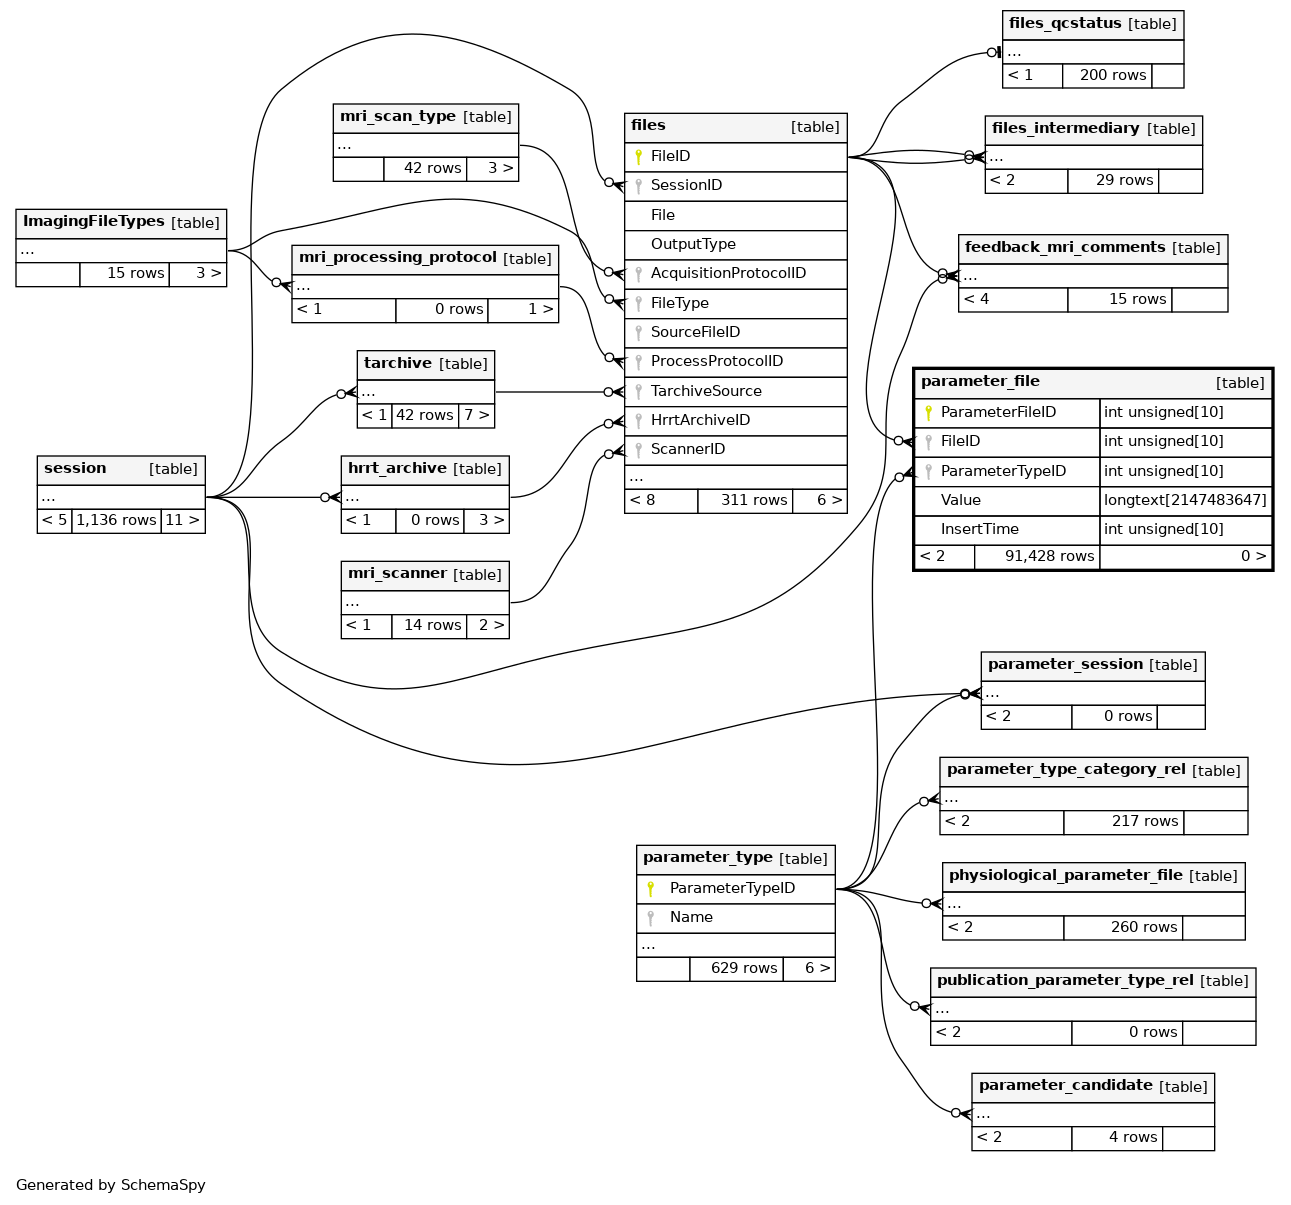 files_qcstatus [table]
...
< 1 200 rows
mri_scan_type [table]
...
42 rows 3 >
files [table]
FileID
SessionID
File
OutputType
AcquisitionProtocolID
FileType
SourceFileID
ProcessProtocolID
TarchiveSource
HrrtArchiveID
ScannerID
...
< 8 311 rows 6 >
files_intermediary [table]
...
< 2 29 rows
ImagingFileTypes [table]
...
15 rows 3 >
mri_processing_protocol [table]
...
< 1 0 rows 1 >
feedback_mri_comments [table]
...
< 4 15 rows
tarchive [table]
...
< 1 42 rows 7 >
parameter_file [table]
ParameterFileID int unsigned[10]
FileID int unsigned[10]
ParameterTypeID int unsigned[10]
Value longtext[2147483647]
InsertTime int unsigned[10]
< 2 91,428 rows 0 >
session [table]
...
< 5 1,136 rows 11 >
hrrt_archive [table]
...
< 1 0 rows 3 >
mri_scanner [table]
...
< 1 14 rows 2 >
parameter_session [table]
...
< 2 0 rows
parameter_type_category_rel [table]
...
< 2 217 rows
parameter_type [table]
ParameterTypeID
Name
...
629 rows 6 >
physiological_parameter_file [table]
...
< 2 260 rows
publication_parameter_type_rel [table]
...
< 2 0 rows
parameter_candidate [table]
...
< 2 4 rows
Generated by SchemaSpy